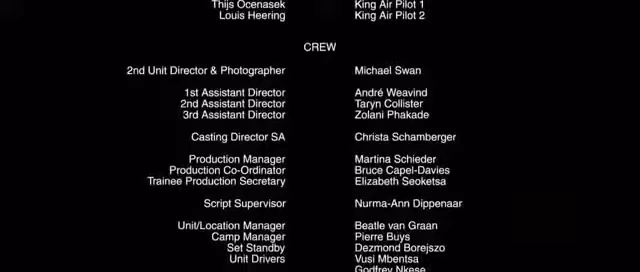 Thijs Ocenasek King Air Pilot 1
Louis Heering King Air Pilot 2
CREW
2nd Unit Director & Photographer Michael Swan
1st Assistant Director André Weavind
2nd Assistant Director Taryn Collister
3rd Assistant Director Zolani Phakade
Casting Director SA Christa Schamberger
Production Manager Martina Schieder
Production Co-Ordinator Bruce Capel-Davies
Trainee Production Secretary Elizabeth Seoketsa
Script Supervisor Nurma-Ann Dippenaar
Unit/Location Manager Beatle van Graan
Camp Manager Pierre Buys
Set Standby Dezmond Borejszo
Unit Drivers Vusi Mbentsa
Godfrey Nkese